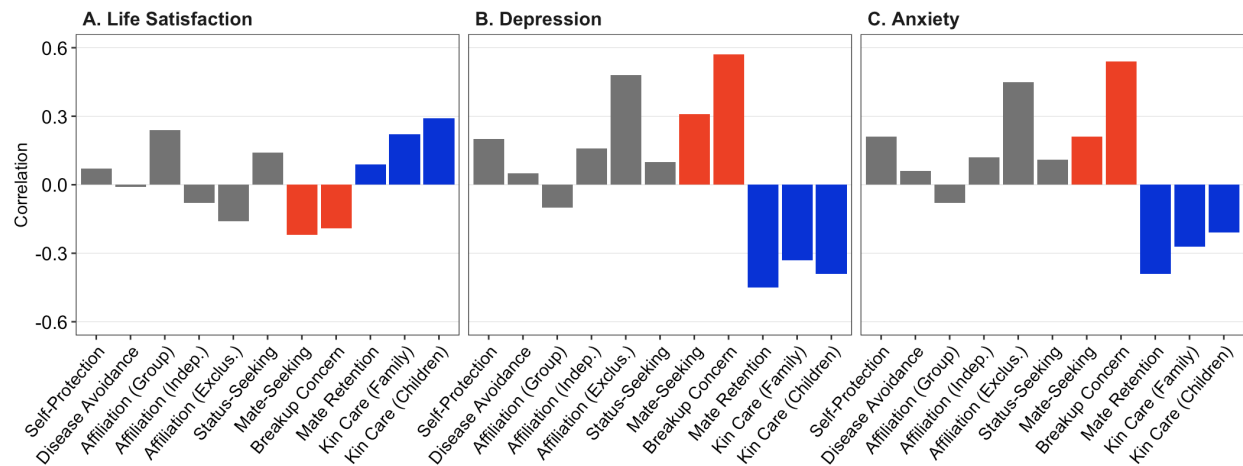 A. Life Satisfaction
B. Depression
C. Anxiety
Correlation
0.6
0.3
0.0
-0.3
-0.6
Self-Protection
Disease Avoidance
Affiliation (Group)
Affiliation (Indep.)
Affiliation (Exclus.)
Status-Seeking
Mate-Seeking
Breakup Concern
Mate Retention
Kin Care (Family)
Kin Care (Children)
Self-Protection
Disease Avoidance
Affiliation (Group)
Affiliation (Indep.)
Affiliation (Exclus.)
Status-Seeking
Mate-Seeking
Breakup Concern
Mate Retention
Kin Care (Family)
Kin Care (Children)
Self-Protection
Disease Avoidance
Affiliation (Group)
Affiliation (Indep.)
Affiliation (Exclus.)
Status-Seeking
Mate-Seeking
Breakup Concern
Mate Retention
Kin Care (Family)
Kin Care (Children)